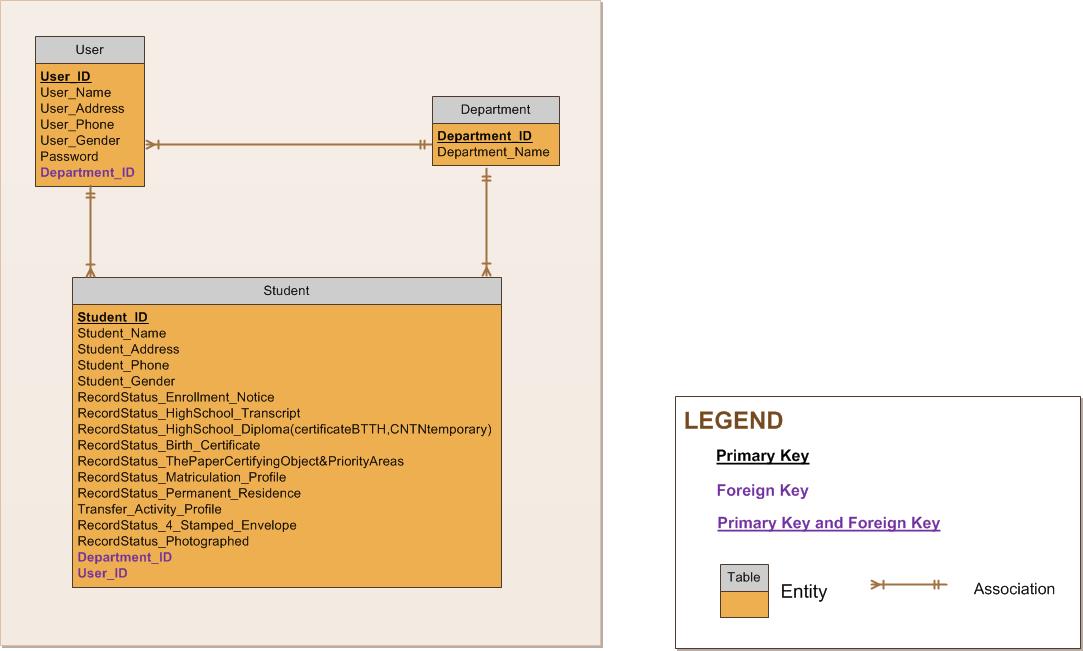 User
User_ID
User_Name
User_Address
User_Phone
User_Gender
Password
Department_ID
Department
Department_ID
Department_Name
Student
Student_ID
Student_Name
Student_Address
Student_Phone
Student_Gender
RecordStatus_Enrollment_Notice
RecordStatus_HighSchool_Transcript
RecordStatus_HighSchool_Diploma(certificateBTTH,CNTNtemporary)
RecordStatus_Birth_Certificate
RecordStatus_ThePaperCertifyingObject&PriorityAreas
RecordStatus_Matriculation_Profile
RecordStatus_Permanent_Residence
Transfer_Activity_Profile
RecordStatus_4_Stamped_Envelope
RecordStatus_Photographed
Department_ID
User_ID
LEGEND
Primary Key
Foreign Key
Primary Key and Foreign Key
Table
Entity
Association